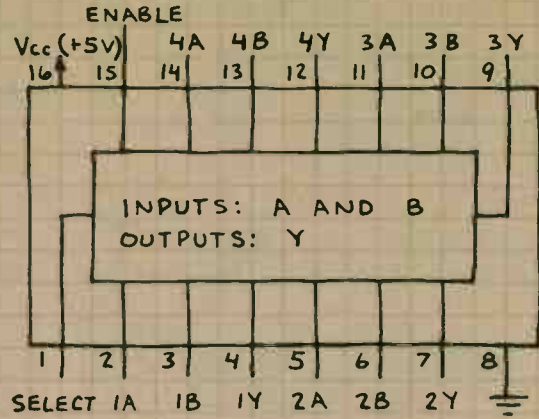 ENABLE
Vcc (+5V) 4A 4B 4Y 3A 3B 3Y
16 15 14 13 12 11 10 9
INPUTS: A AND B
OUTPUTS: Y
1 2 3 4 5 6 7 8
SELECT 1A 1B 1Y 2A 2B 2Y